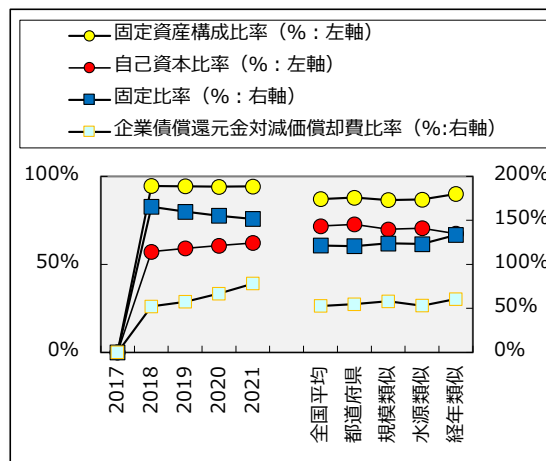 固定資産構成比率（%：左軸）
自己資本比率（%：左軸）
固定比率（%：右軸）
企業債償還元金対減価償却費比率（%:右軸）
100%
50%
0%
200%
150%
100%
50%
0%
2017
2018
2019
2020
2021
全国平均
都道府県
規模類似
水源類似
経年類似